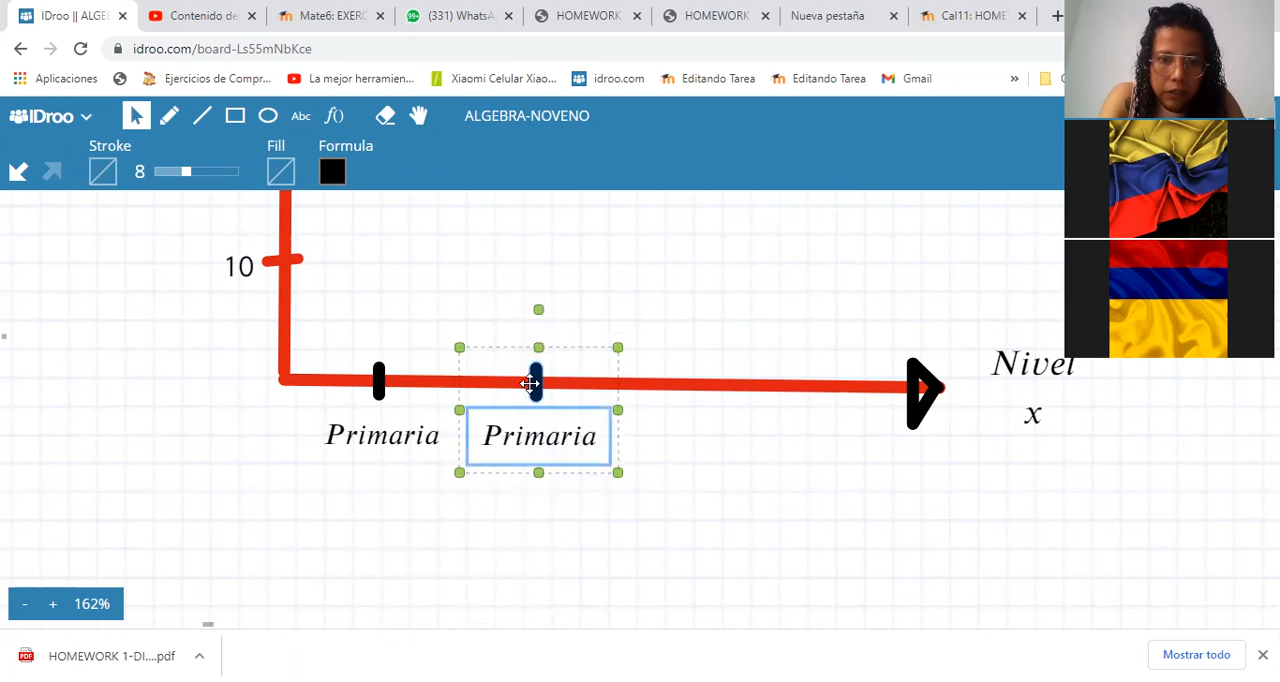 IDroo || ALGE
Contenido de
Mate6: EXERC
99+
(331) WhatsA
HOMEWORK
HOMEWORK
Nueva pestaña
Cal11: HOME
idroo.com/board-Ls55mNbKce
Aplicaciones
Ejercicios de Compr...
La mejor herramien...
Xiaomi Celular Xiao...
idroo.com
Editando Tarea
Editando Tarea
Gmail
»
IDroo
Abc
f()
ALGEBRA-NOVENO
Stroke
Fill
Formula
8
10
Nivel
x
Primaria
Primaria
- + 162%
HOMEWORK 1-DI....pdf
Mostrar todo